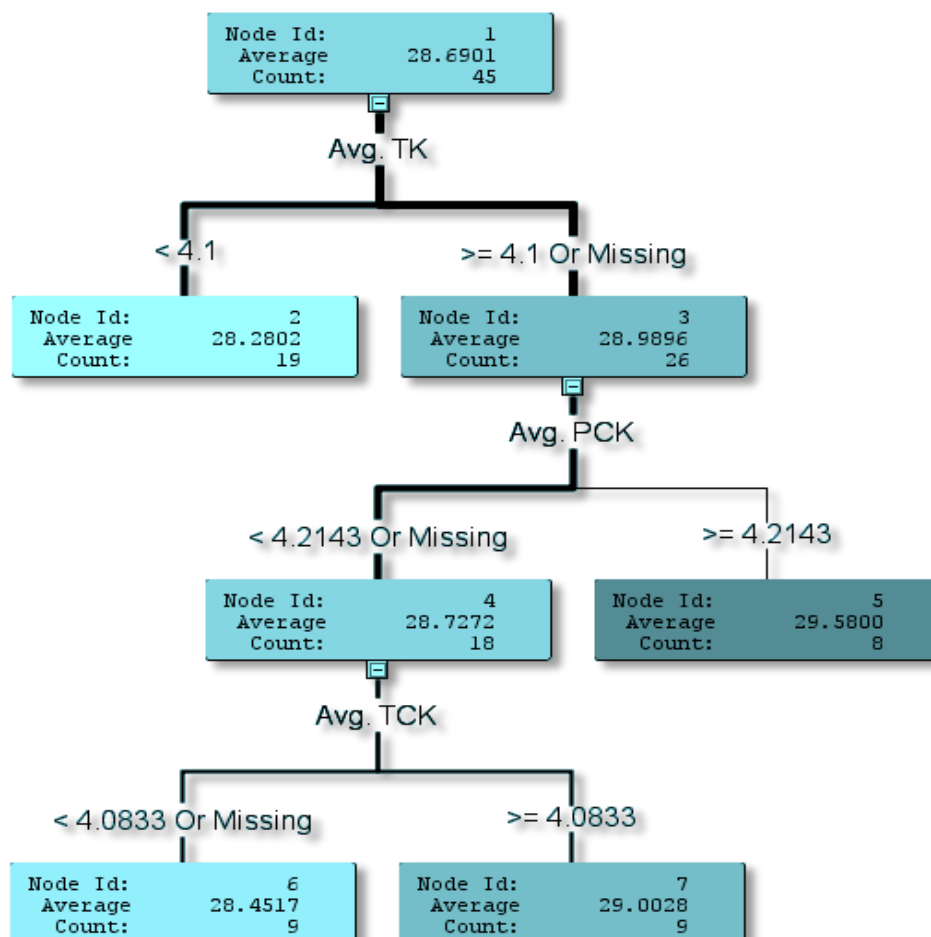 Node Id: 1
Average 28.6901
Count: 45
Avg. TK
< 4.1
>= 4.1 Or Missing
Node Id: 2
Average 28.2802
Count: 19
Node Id: 3
Average 28.9896
Count: 26
Avg. PCK
< 4.2143 Or Missing
>= 4.2143
Node Id: 4
Average 28.7272
Count: 18
Node Id: 5
Average 29.5800
Count: 8
Avg. TCK
< 4.0833 Or Missing
>= 4.0833
Node Id: 6
Average 28.4517
Count: 9
Node Id: 7
Average 29.0028
Count: 9